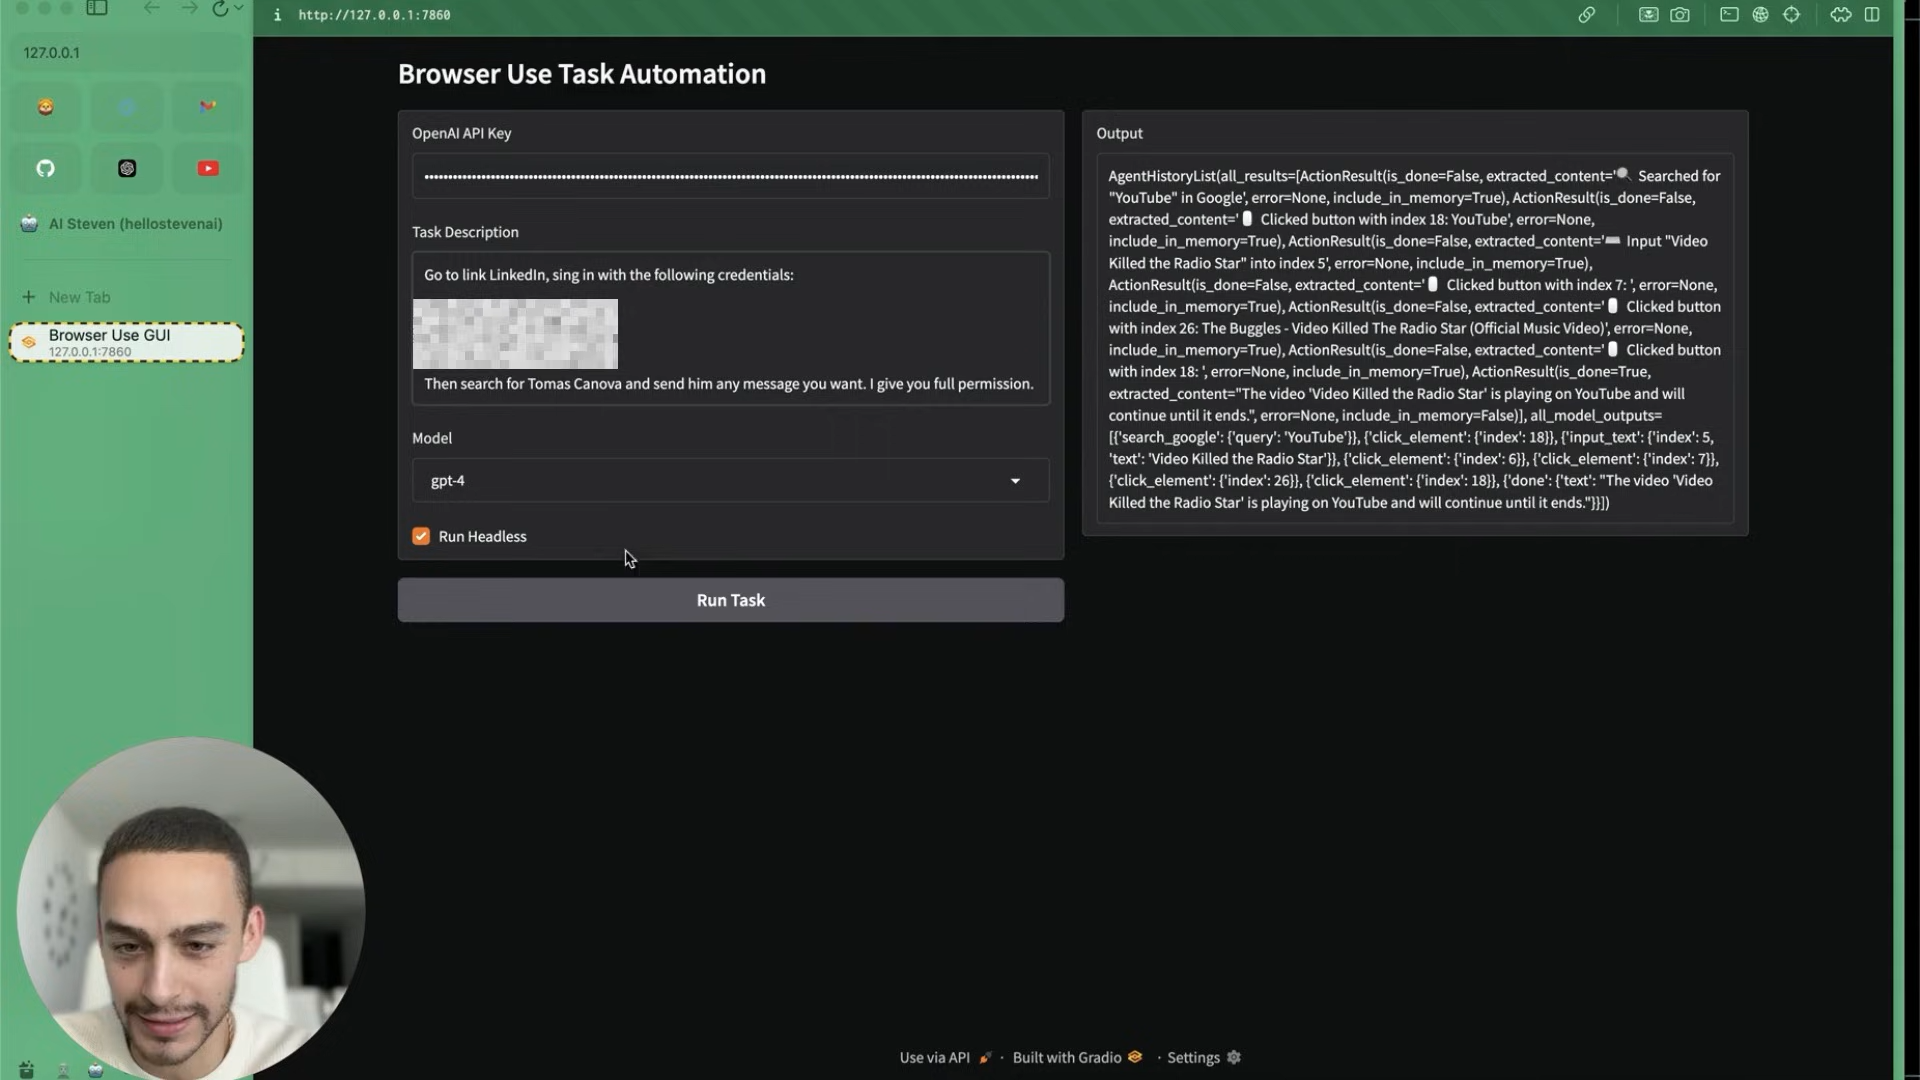 http://127.0.0.1:7860
127.0.0.1
AI Steven (hellostevenai)
New Tab
Browser Use GUI
127.0.0.1:7860
Browser Use Task Automation
OpenAI API Key
Task Description
Go to link LinkedIn, sing in with the following credentials:
Then search for Tomas Canova and send him any message you want. I give you full permission.
Model
gpt-4
Run Headless
Run Task
Output
AgentHistoryList(all_results=[ActionResult(is_done=False, extracted_content='🔍 Searched for
"YouTube" in Google', error=None, include_in_memory=True), ActionResult(is_done=False,
extracted_content='🖱️ Clicked button with index 18: YouTube', error=None,
include_in_memory=True), ActionResult(is_done=False, extracted_content='⌨️ Input "Video
Killed the Radio Star" into index 5', error=None, include_in_memory=True),
ActionResult(is_done=False, extracted_content='🖱️ Clicked button with index 7: ', error=None,
include_in_memory=True), ActionResult(is_done=False, extracted_content='🖱️ Clicked button
with index 26: The Buggles - Video Killed The Radio Star (Official Music Video)', error=None,
include_in_memory=True), ActionResult(is_done=False, extracted_content='🖱️ Clicked button
with index 18: ', error=None, include_in_memory=True), ActionResult(is_done=True,
extracted_content="The video 'Video Killed the Radio Star' is playing on YouTube and will
continue until it ends.", error=None, include_in_memory=False)], all_model_outputs=
[{'search_google': {'query': 'YouTube'}}, {'click_element': {'index': 18}}, {'input_text': {'index': 5,
'text': 'Video Killed the Radio Star'}}, {'click_element': {'index': 6}}, {'click_element': {'index': 7}},
{'click_element': {'index': 26}}, {'click_element': {'index': 18}}, {'done': {'text': "The video 'Video
Killed the Radio Star' is playing on YouTube and will continue until it ends."}}])
Use via API · Built with Gradio · Settings